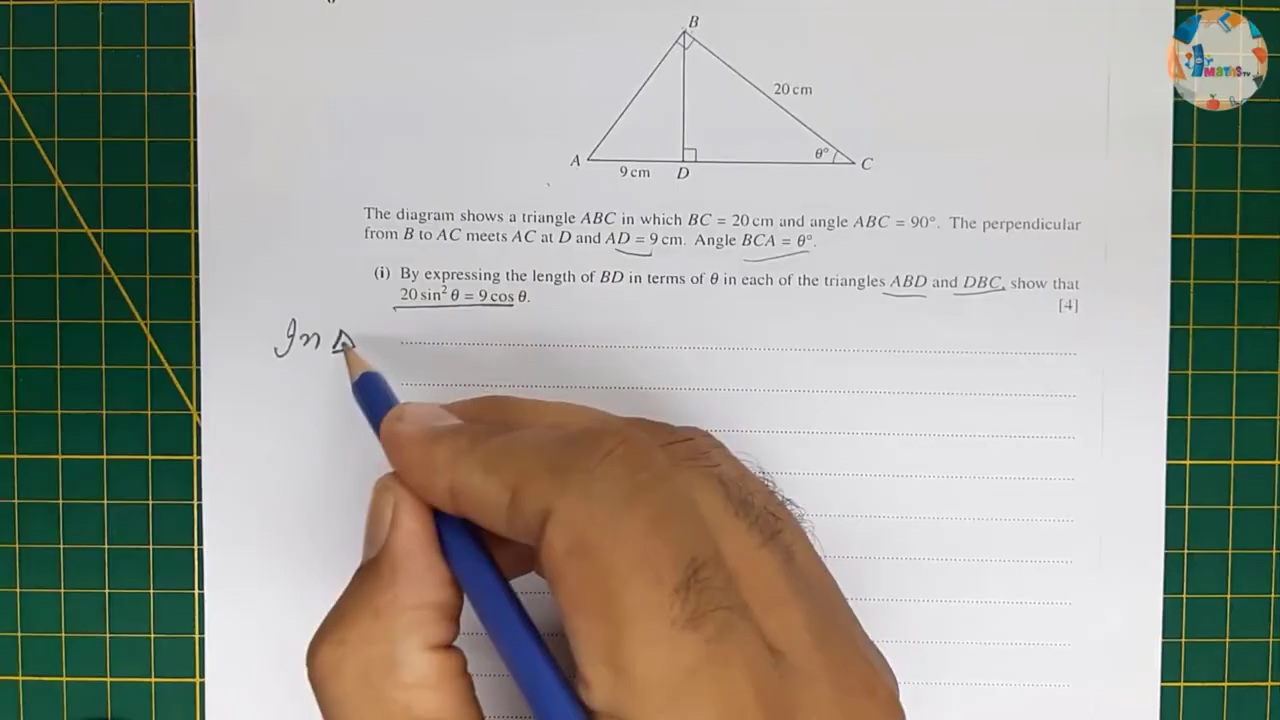 B
20 cm
θ°
A
C
9 cm
D
The diagram shows a triangle ABC in which BC = 20 cm and angle ABC = 90°. The perpendicular
from B to AC meets AC at D and AD = 9 cm. Angle BCA = θ°.
(i) By expressing the length of BD in terms of θ in each of the triangles ABD and DBC, show that
20 sin² θ = 9 cos θ.
[4]
In Δ
MATHS TV